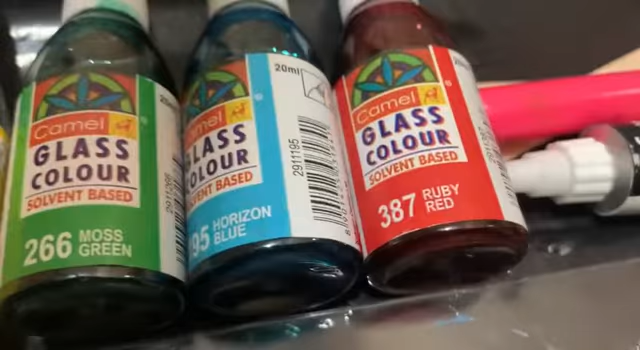 Camel
GLASS
COLOUR
SOLVENT BASED
266 MOSS
GREEN
20ml
Camel
GLASS
COLOUR
SOLVENT BASED
95 HORIZON
BLUE
2911195
Camel
GLASS
COLOUR
SOLVENT BASED
387 RUBY
RED